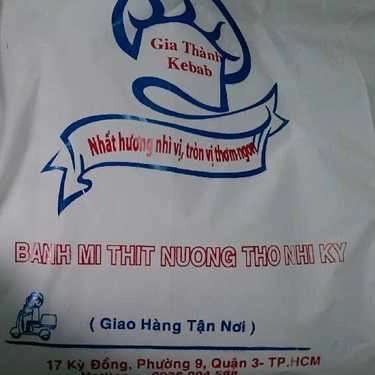 Gia Thành
Kebab
Nhất hương nhì vị, tròn vị thơm ngon
BANH MI THIT NUONG THO NHI KY
( Giao Hàng Tận Nơi )
17 Kỳ Đồng, Phường 9, Quận 3- TP.HCM